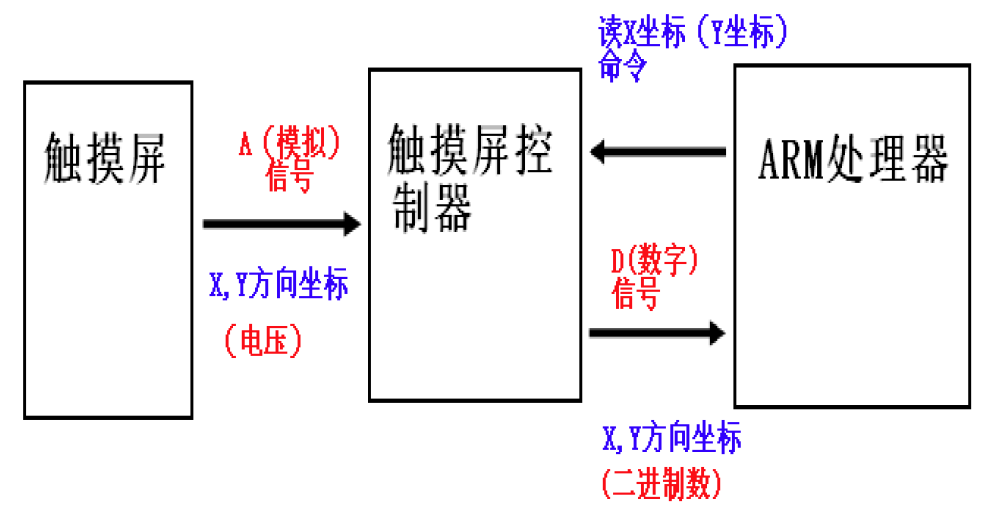 读X坐标（Y坐标）
命令
触摸屏
A（模拟）
信号
X,Y方向坐标
（电压）
触摸屏控
制器
ARM处理器
D(数字)
信号
X,Y方向坐标
(二进制数)